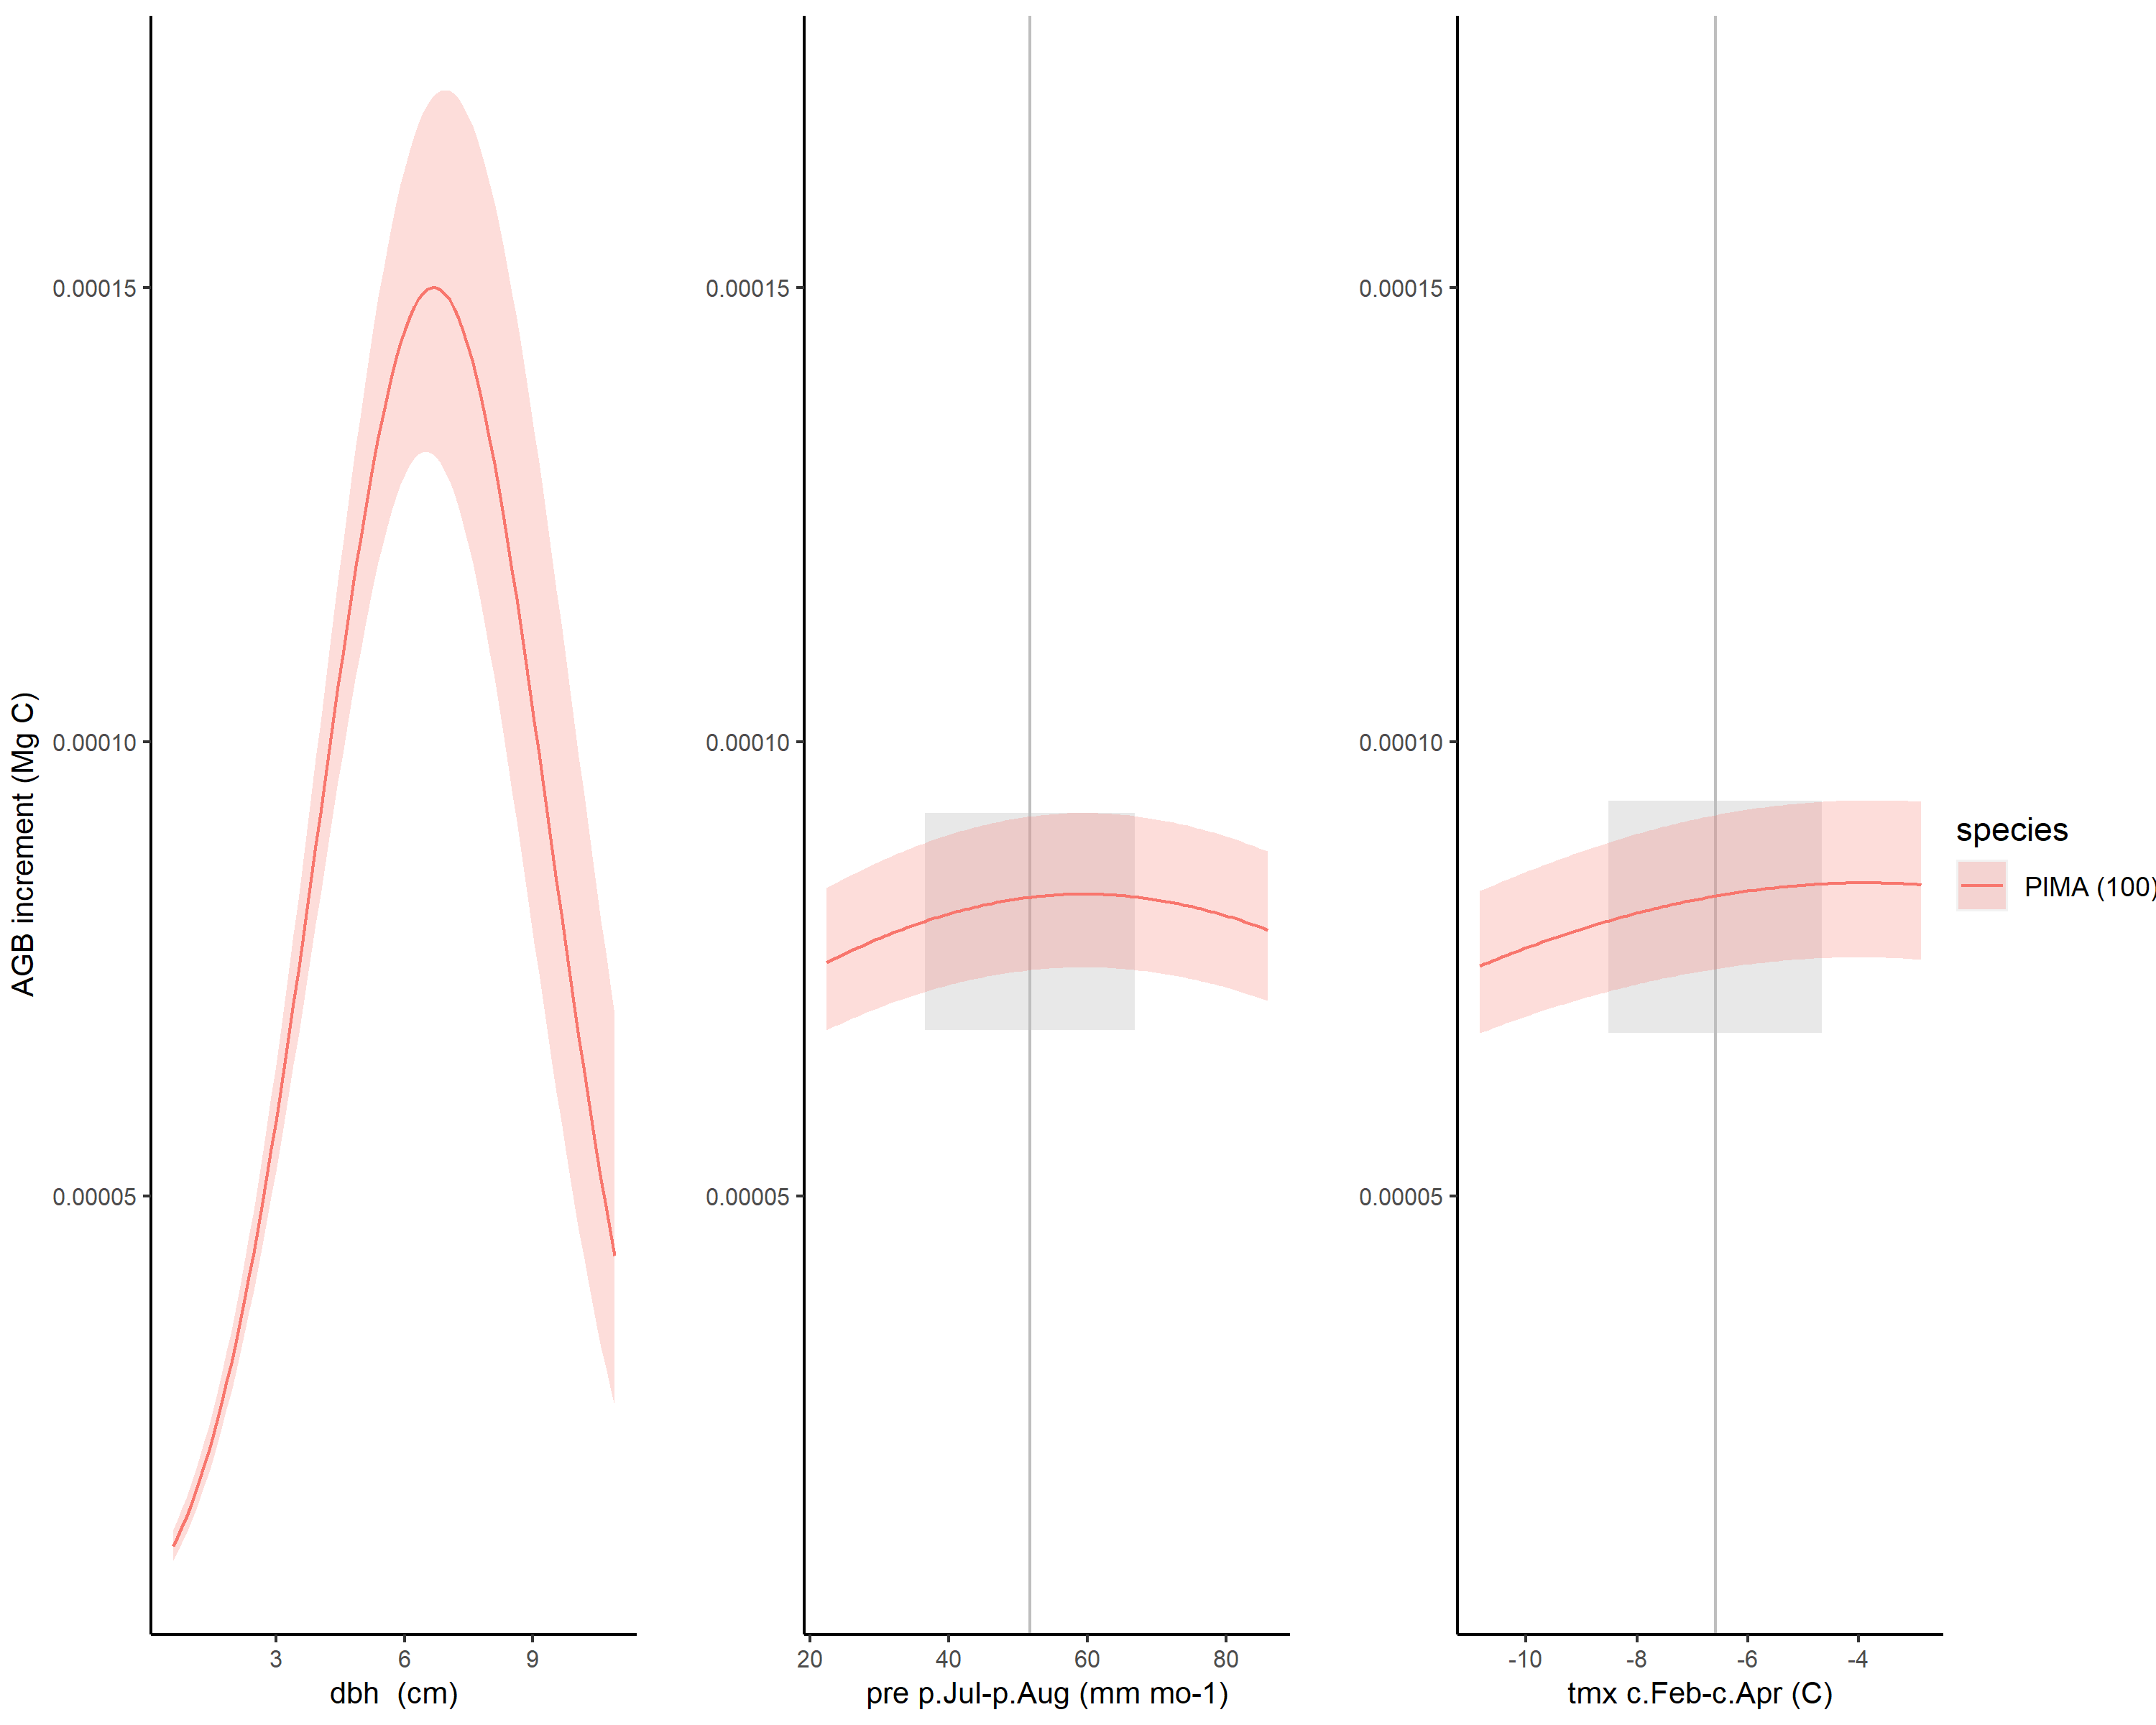 AGB increment (Mg C)
0.00015
0.00010
0.00005
3 6 9
dbh  (cm)
0.00015
0.00010
0.00005
20 40 60 80
pre p.Jul-p.Aug (mm mo-1)
0.00015
0.00010
0.00005
-10 -8 -6 -4
tmx c.Feb-c.Apr (C)
species
PIMA (100)